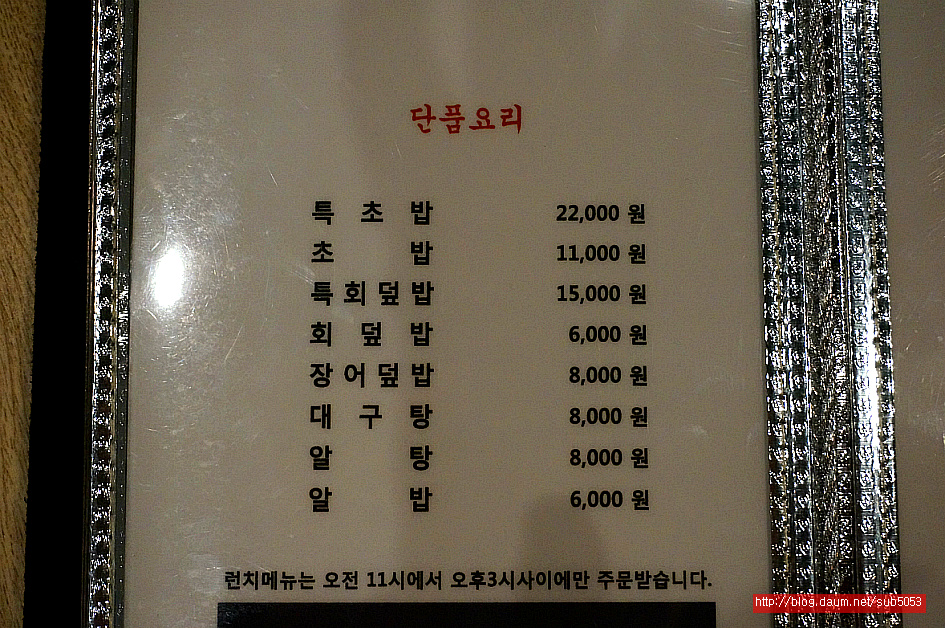 단품요리
특초밥 22,000 원
초밥 11,000 원
특회덮밥 15,000 원
회덮밥 6,000 원
장어덮밥 8,000 원
대구탕 8,000 원
알탕 8,000 원
알밥 6,000 원
런치메뉴는 오전 11시에서 오후3시사이에만 주문받습니다.
http://blog.daum.net/sub5053